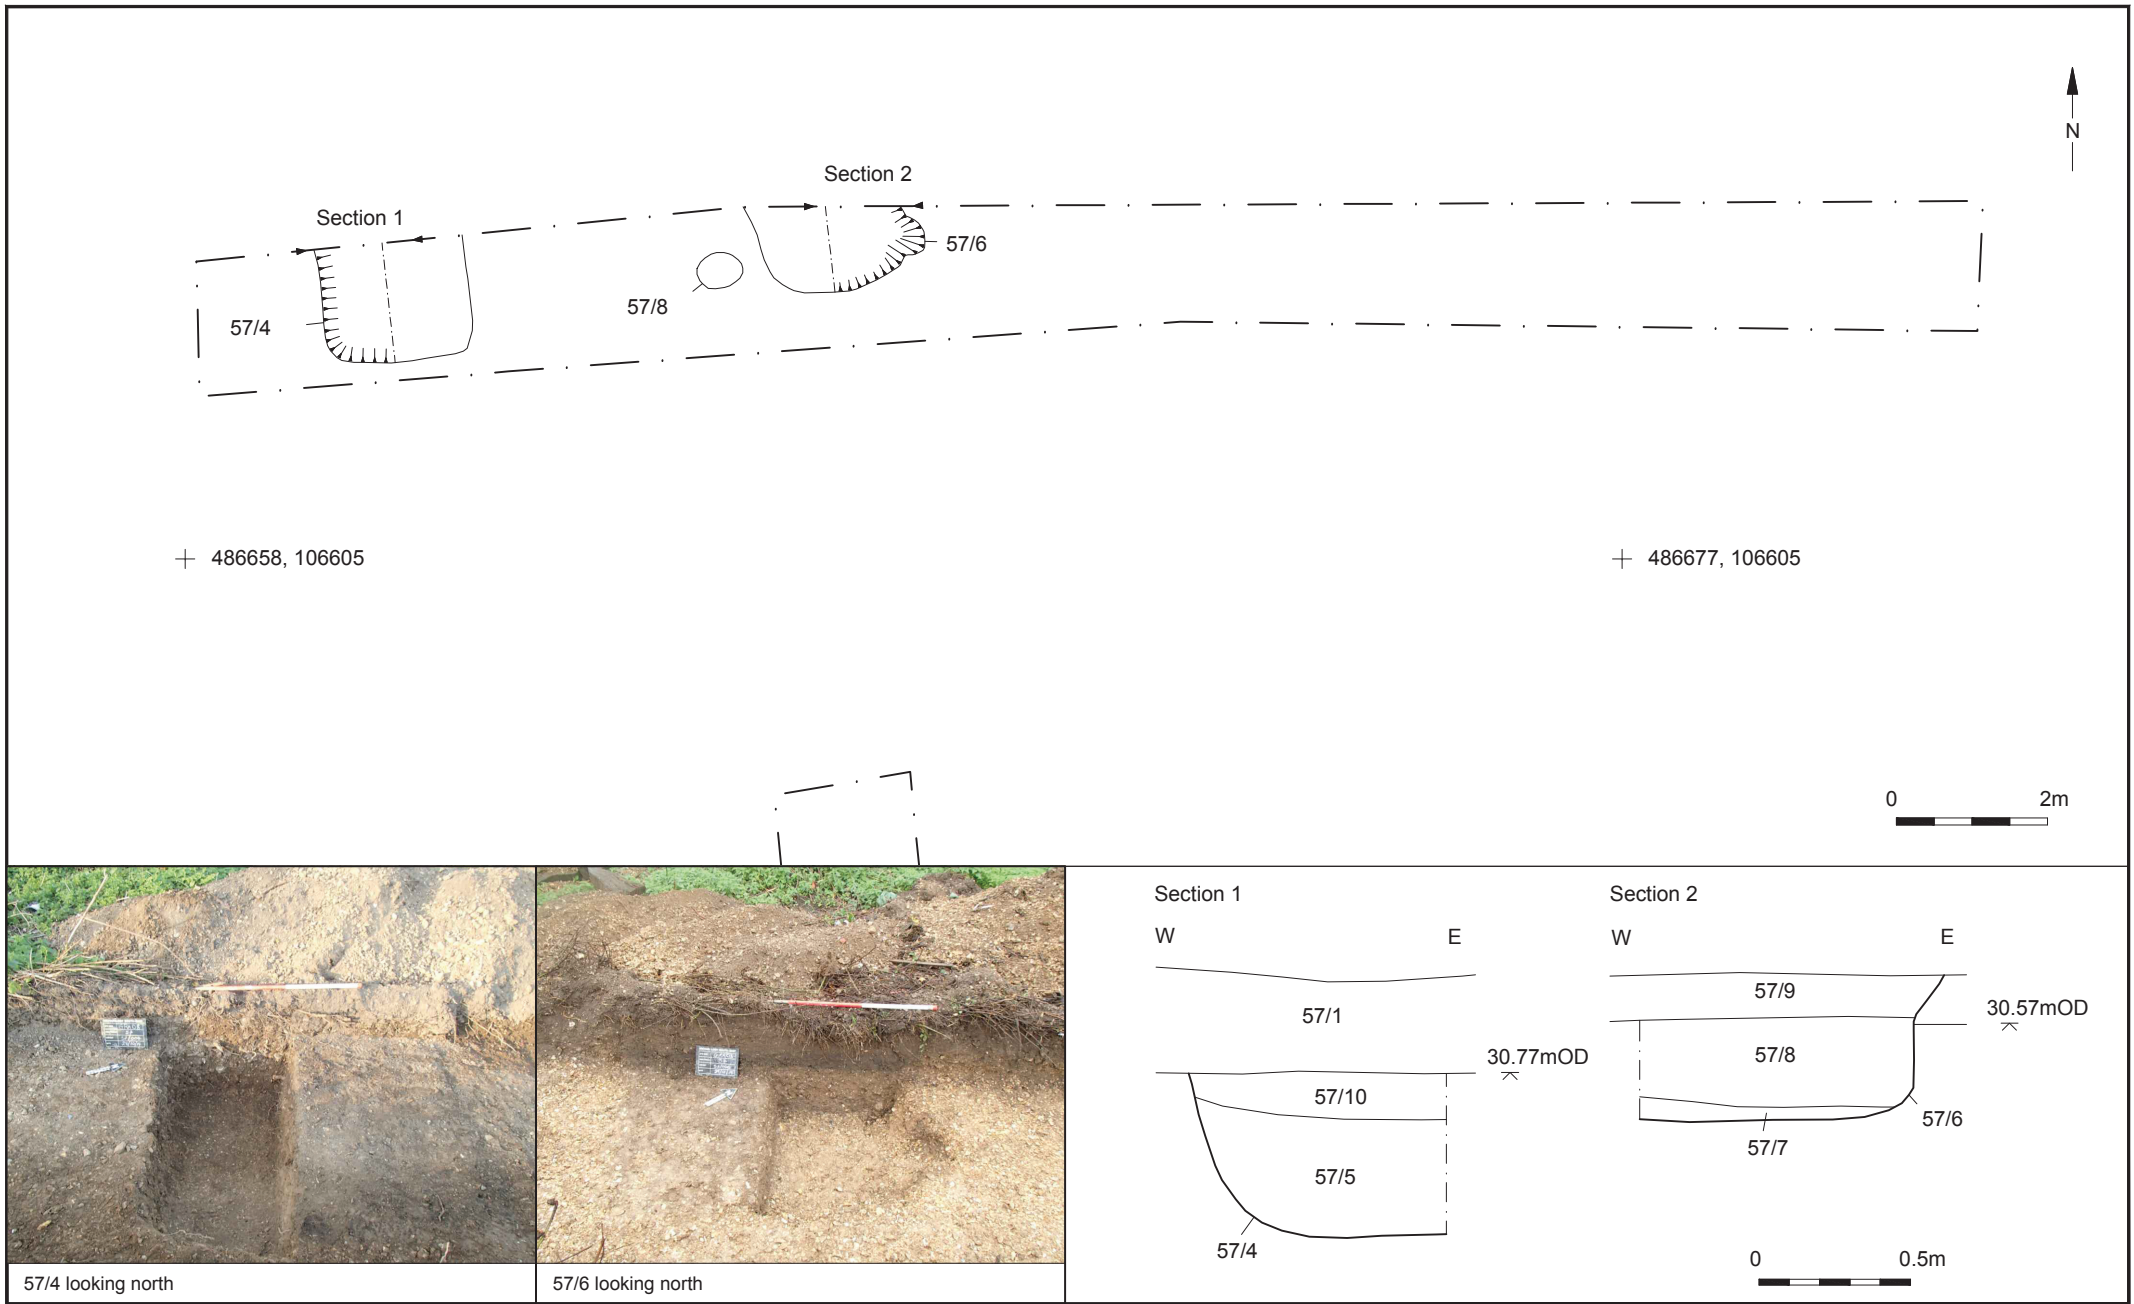 N
Section 2
Section 1
57/6
57/8
57/4
486658, 106605
486677, 106605
0 2m
Section 1
Section 2
W E
W E
57/9
57/1
30.57mOD
57/8
30.77mOD
57/10
57/6
57/7
57/5
57/4
0 0.5m
57/4 looking north
57/6 looking north